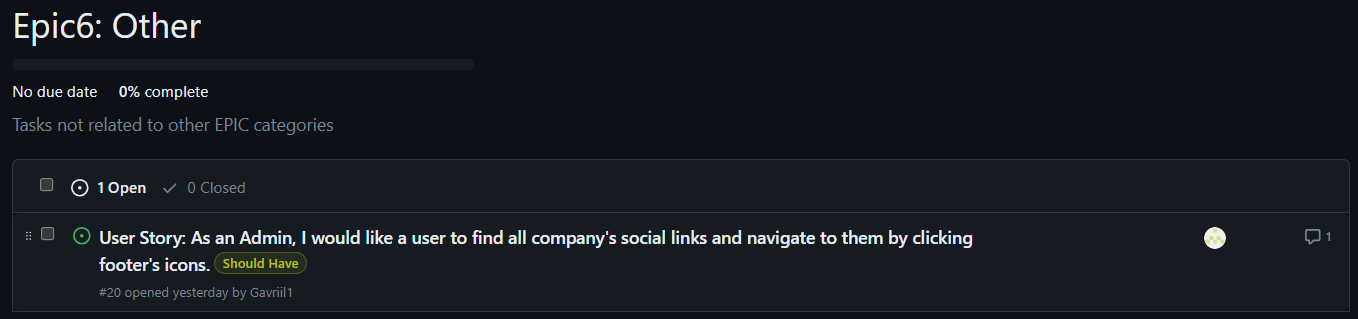 Epic6: Other
No due date 0% complete
Tasks not related to other EPIC categories
1 Open 0 Closed
User Story: As an Admin, I would like a user to find all company's social links and navigate to them by clicking
footer's icons. Should Have
1
#20 opened yesterday by Gavriil1